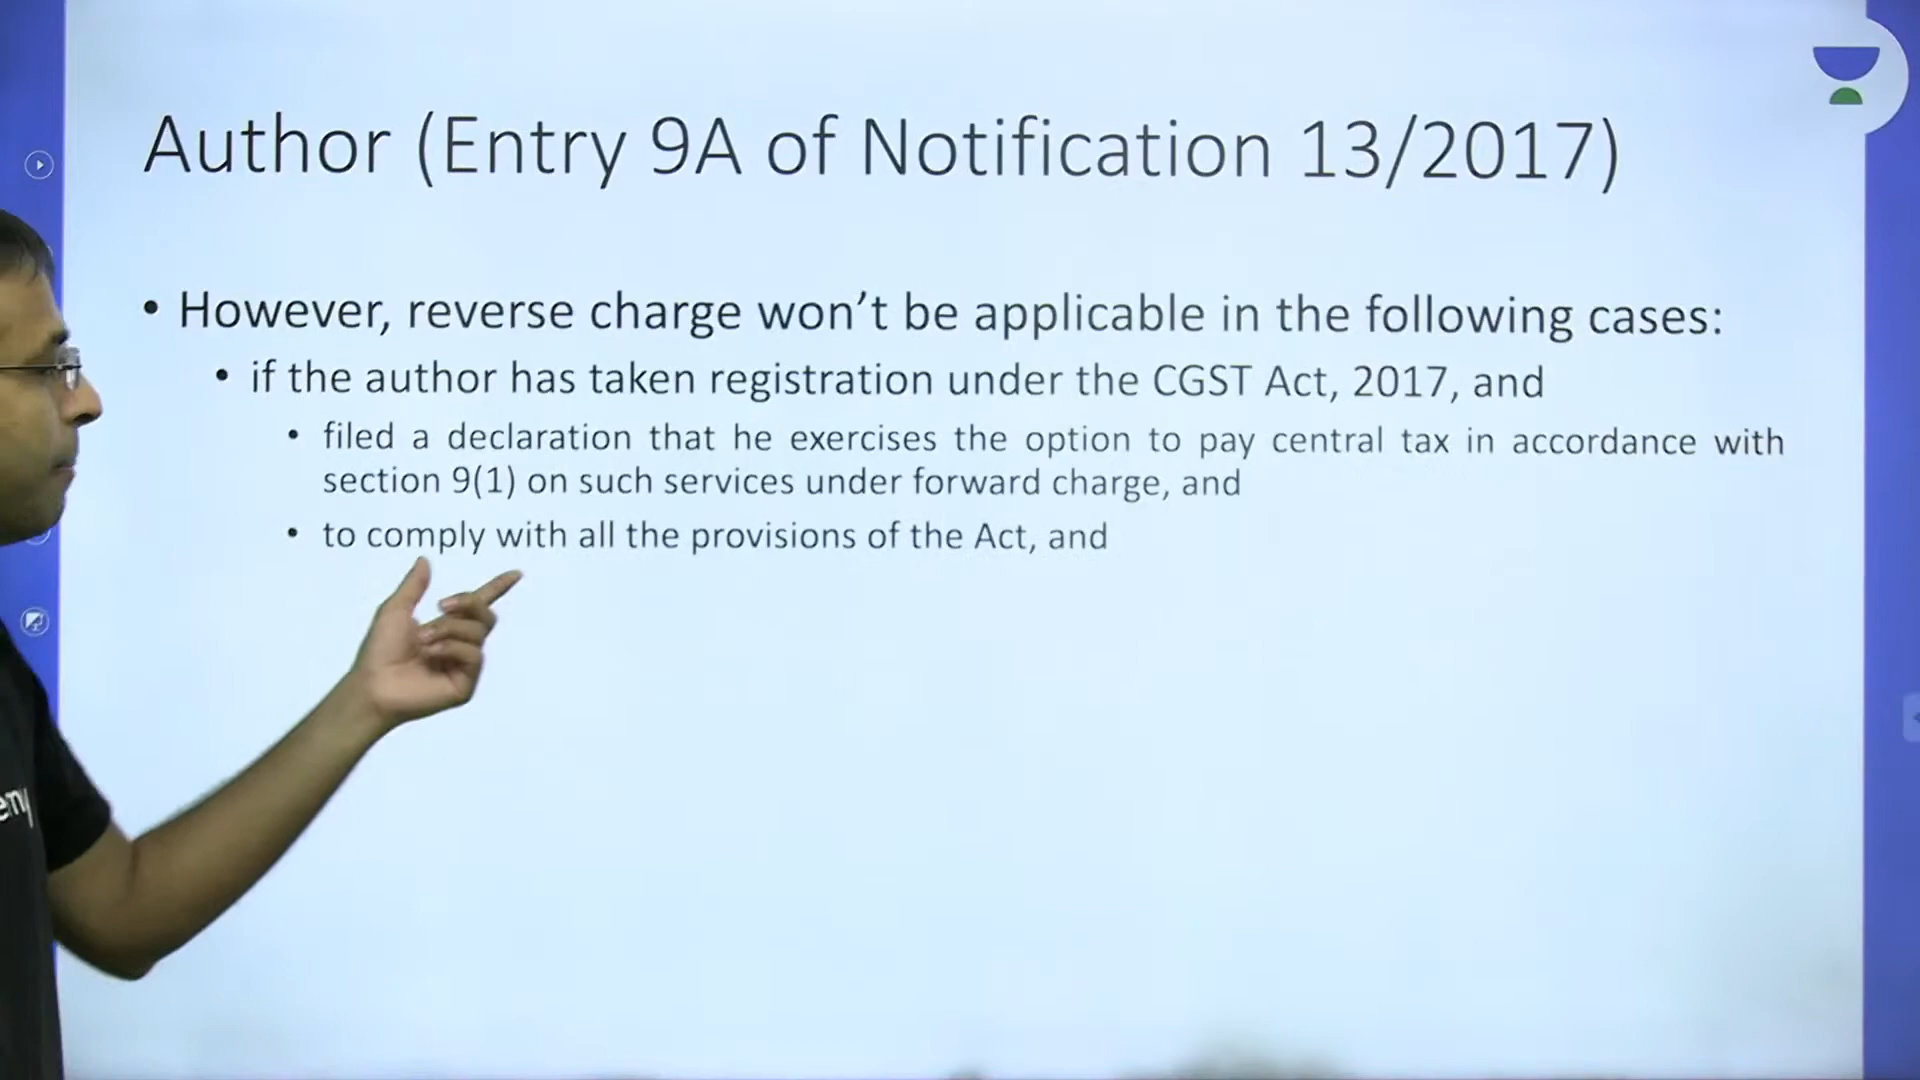 Author (Entry 9A of Notification 13/2017)
• However, reverse charge won't be applicable in the following cases:
• if the author has taken registration under the CGST Act, 2017, and
• filed a declaration that he exercises the option to pay central tax in accordance with
section 9(1) on such services under forward charge, and
• to comply with all the provisions of the Act, and